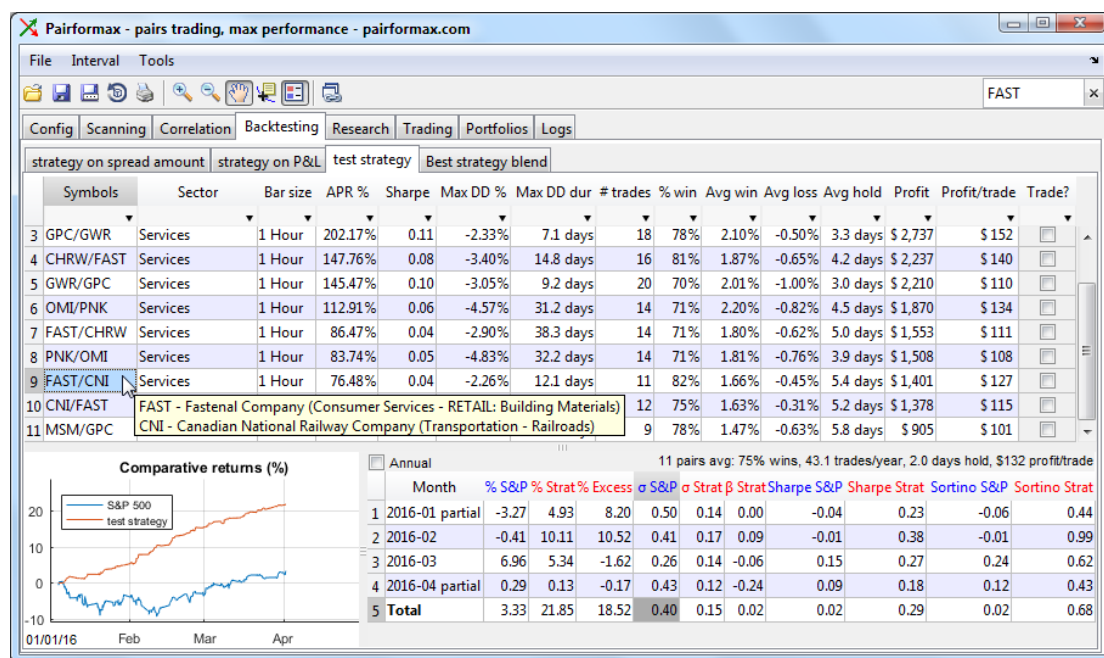 Pairformax - pairs trading, max performance - pairformax.com
File Interval Tools
FAST
Config Scanning Correlation Backtesting Research Trading Portfolios Logs
strategy on spread amount strategy on P&L test strategy Best strategy blend
Symbols Sector Bar size APR % Sharpe Max DD % Max DD dur # trades % win Avg win Avg loss Avg hold Profit Profit/trade Trade?
3 GPC/GWR Services 1 Hour 202.17% 0.11 -2.33% 7.1 days 18 78% 2.10% -0.50% 3.3 days $ 2,737 $ 152
4 CHRW/FAST Services 1 Hour 147.76% 0.08 -3.40% 14.8 days 16 81% 1.87% -0.65% 4.2 days $ 2,237 $ 140
5 GWR/GPC Services 1 Hour 145.47% 0.10 -3.05% 9.2 days 20 70% 2.01% -1.00% 3.0 days $ 2,210 $ 110
6 OMI/PNK Services 1 Hour 112.91% 0.06 -4.57% 31.2 days 14 71% 2.20% -0.82% 4.5 days $ 1,870 $ 134
7 FAST/CHRW Services 1 Hour 86.47% 0.04 -2.90% 38.3 days 14 71% 1.80% -0.62% 5.0 days $ 1,553 $ 111
8 PNK/OMI Services 1 Hour 83.74% 0.05 -4.83% 32.2 days 14 71% 1.81% -0.76% 3.9 days $ 1,508 $ 108
9 FAST/CNI Services 1 Hour 76.48% 0.04 -2.26% 12.1 days 11 82% 1.66% -0.45% 5.4 days $ 1,401 $ 127
10 CNI/FAST FAST - Fastenal Company (Consumer Services - RETAIL: Building Materials) 12 75% 1.63% -0.31% 5.2 days $ 1,378 $ 115
11 MSM/GPC CNI - Canadian National Railway Company (Transportation - Railroads) 9 78% 1.47% -0.63% 5.8 days $ 905 $ 101
Comparative returns (%)
S&P 500
test strategy
20
10
0
-10
01/01/16 Feb Mar Apr
Annual 11 pairs avg: 75% wins, 43.1 trades/year, 2.0 days hold, $132 profit/trade
Month % S&P % Strat % Excess σ S&P σ Strat β Strat Sharpe S&P Sharpe Strat Sortino S&P Sortino Strat
1 2016-01 partial -3.27 4.93 8.20 0.50 0.14 0.00 -0.04 0.23 -0.06 0.44
2 2016-02 -0.41 10.11 10.52 0.41 0.17 0.09 -0.01 0.38 -0.01 0.99
3 2016-03 6.96 5.34 -1.62 0.26 0.14 -0.06 0.15 0.27 0.24 0.62
4 2016-04 partial 0.29 0.13 -0.17 0.43 0.12 -0.24 0.09 0.18 0.12 0.43
5 Total 3.33 21.85 18.52 0.40 0.15 0.02 0.02 0.29 0.02 0.68